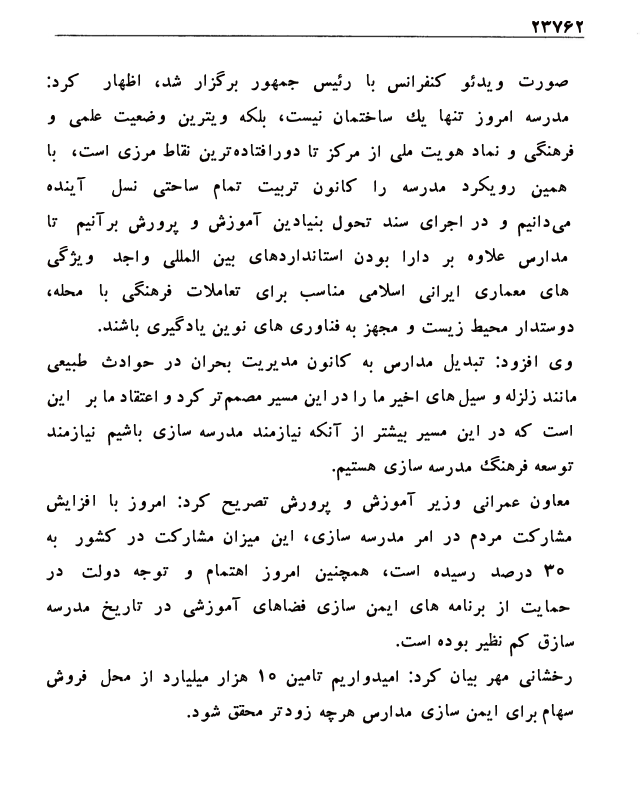 ۲۳۷۶۲
صورت ویدئو کنفرانس با رئیس جمهور برگزار شد، اظهار کرد:
مدرسه امروز تنها یك ساختمان نیست، بلکه ویترین وضعیت علمی و
فرهنگی و نماد هویت ملی از مرکز تا دورافتاده‌ترین نقاط مرزی است، با
همین رویکرد مدرسه را کانون تربیت تمام ساحتی نسل آینده
می‌دانیم و در اجرای سند تحول بنیادین آموزش و پرورش برآنیم تا
مدارس علاوه بر دارا بودن استانداردهای بین المللی واجد ویژگی
های معماری ایرانی اسلامی مناسب برای تعاملات فرهنگی با محله،
دوستدار محیط زیست و مجهز به فناوری های نوین یادگیری باشند.
وی افزود: تبدیل مدارس به کانون مدیریت بحران در حوادث طبیعی
مانند زلزله و سیل های اخیر ما را در این مسیر مصمم‌تر کرد و اعتقاد ما بر این
است که در این مسیر بیشتر از آنکه نیازمند مدرسه سازی باشیم نیازمند
توسعه فرهنگ مدرسه سازی هستیم.
معاون عمرانی وزیر آموزش و پرورش تصریح کرد: امروز با افزایش
مشارکت مردم در امر مدرسه سازی، این میزان مشارکت در کشور به
۳۰ درصد رسیده است، همچنین امروز اهتمام و توجه دولت در
حمایت از برنامه های ایمن سازی فضاهای آموزشی در تاریخ مدرسه
سازق کم نظیر بوده است.
رخشانی مهر بیان کرد: امیدواریم تامین ۱۰ هزار میلیارد از محل فروش
سهام برای ایمن سازی مدارس هرچه زودتر محقق شود.